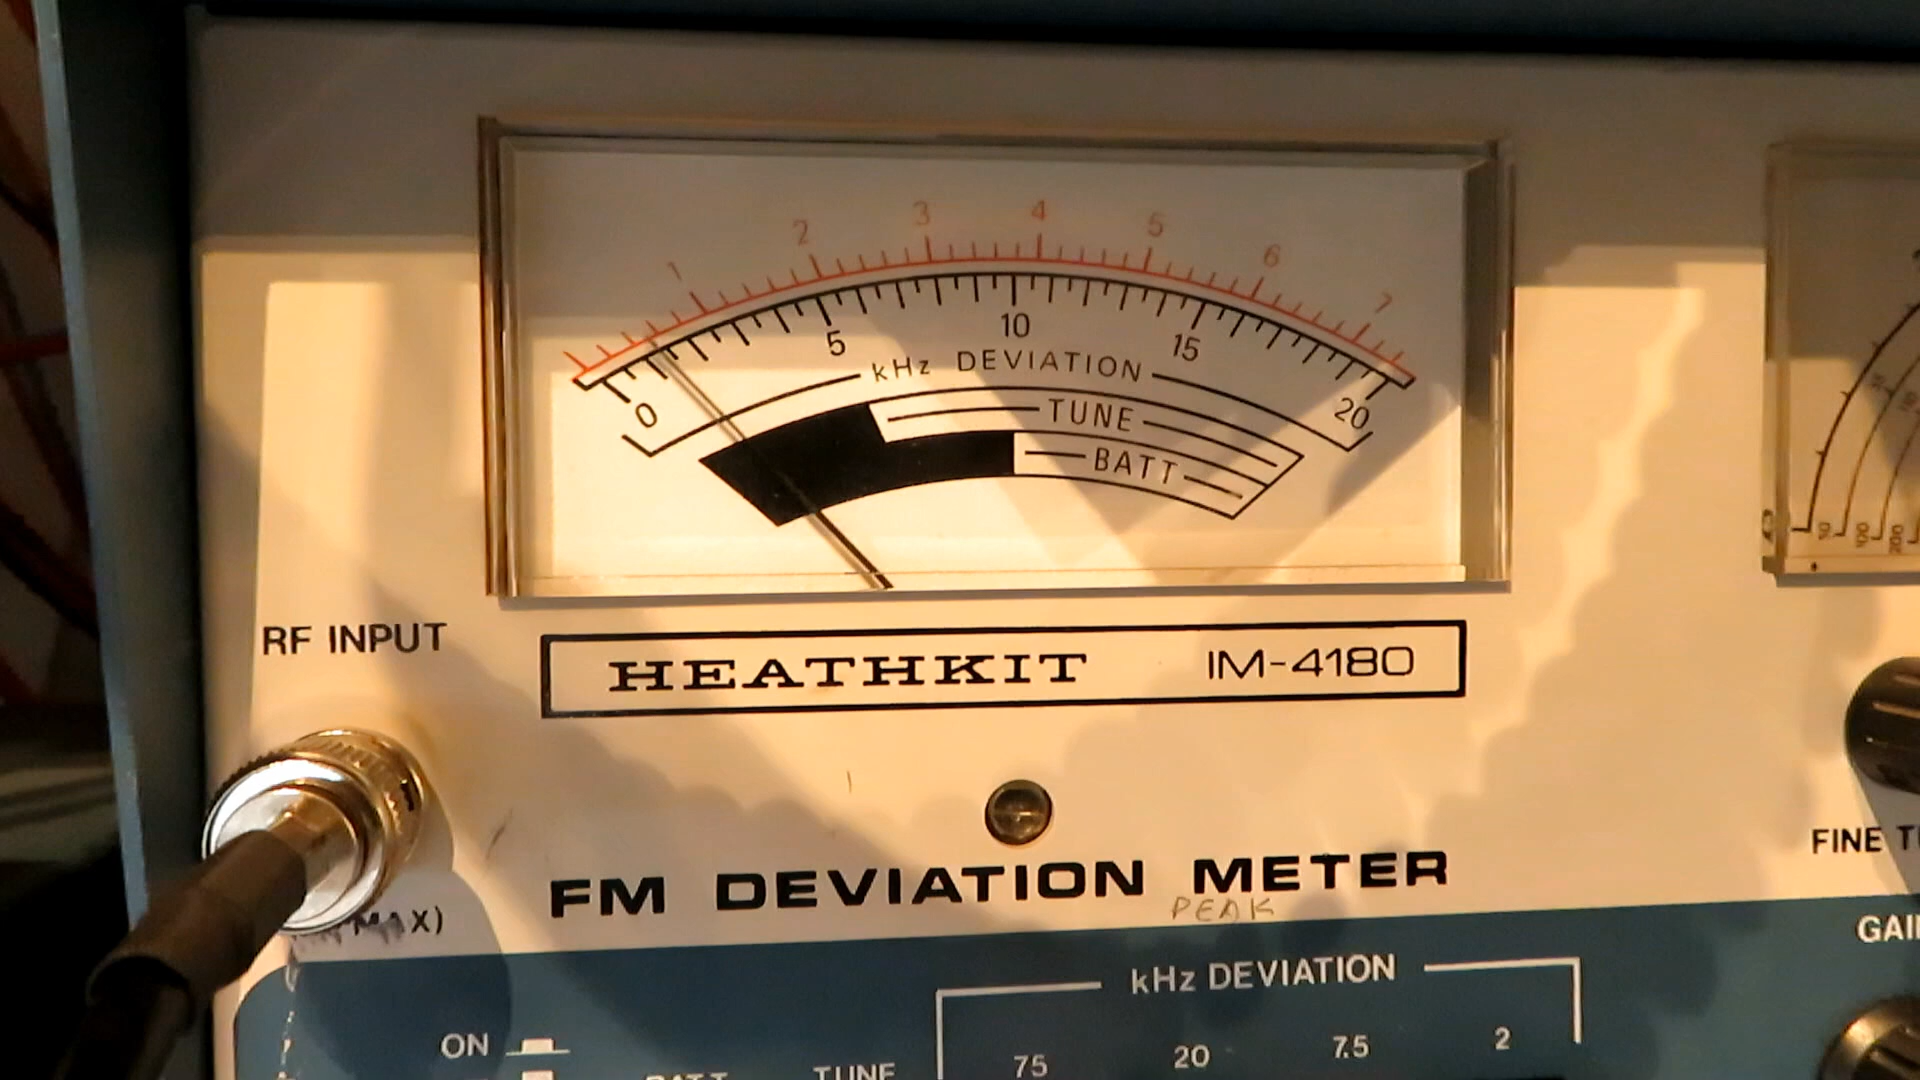 1 2 3 4 5 6 7
0 5 10 15 20
kHz DEVIATION
TUNE
BATT
RF INPUT
HEATHKIT IM-4180
FM DEVIATION METER
PEAK
FINE
GAI
kHz DEVIATION
ON
75 20 7.5 2
TUNE